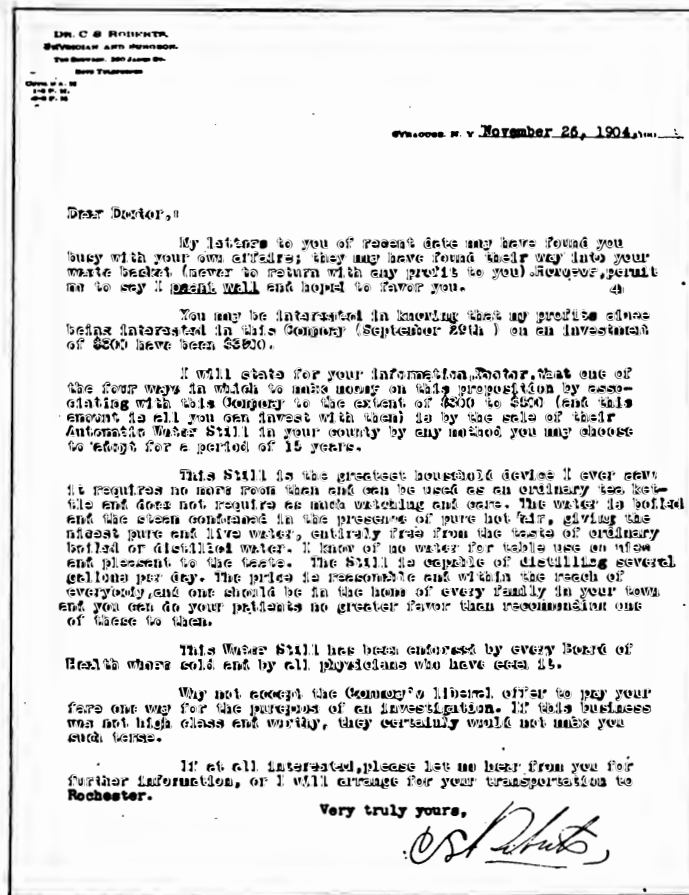 DR. C S ROBERTS,
PHYSICIAN AND SURGEON.
BOTH TELEPHONES
SYRACUSE, N. Y. November 26, 1904,
Dear Doctor,:
My letters to you of recent date may have found you
busy with your own affairs; they may have found their way into your
waste basket (never to return with any profit to you).However,permit
me to say I meant well and hoped to favor you.
You may be interested in knowing that my profits since
being interested in this Company (September 29th ) on an investment
of $300 have been
I will state for your information,Doctor,that one of
the four ways in which to make money on this proposition by asso-
ciating with this Company to the extent of $300 to $500 (and this
amount is all you can invest with them) is by the sale of their
Automatic Water Still in your county by any method you may choose
to adopt for a period of 15 years.
This Still is the greatest household device I ever saw;
it requires no more room than and can be used as an ordinary tea ket-
tle and does not require as much watching and care. The water is boiled
and the steam condensed in the presence of pure hot air, giving the
nicest pure and live water, entirely free from the taste of ordinary
boiled or distilled water. I know of no water for table use so
and pleasant to the taste. The Still is capable of distilling several
gallons per day. The price is reasonable and within the reach of
everybody,and one should be in the home of every family in your town
and you can do your patients no greater favor than one
of these to them.
This Water Still has been endorsed by every Board of
Health where sold and by all physicians who have seen it.
Why not accept the Company's liberal offer to pay your
fare one way for the of an investigation. If this business
was not high class and worthy, they certainly would not make you
such terms.
If at all interested,please let me hear from you for
further information, or I will arrange for your transportation to
Rochester.
Very truly yours,